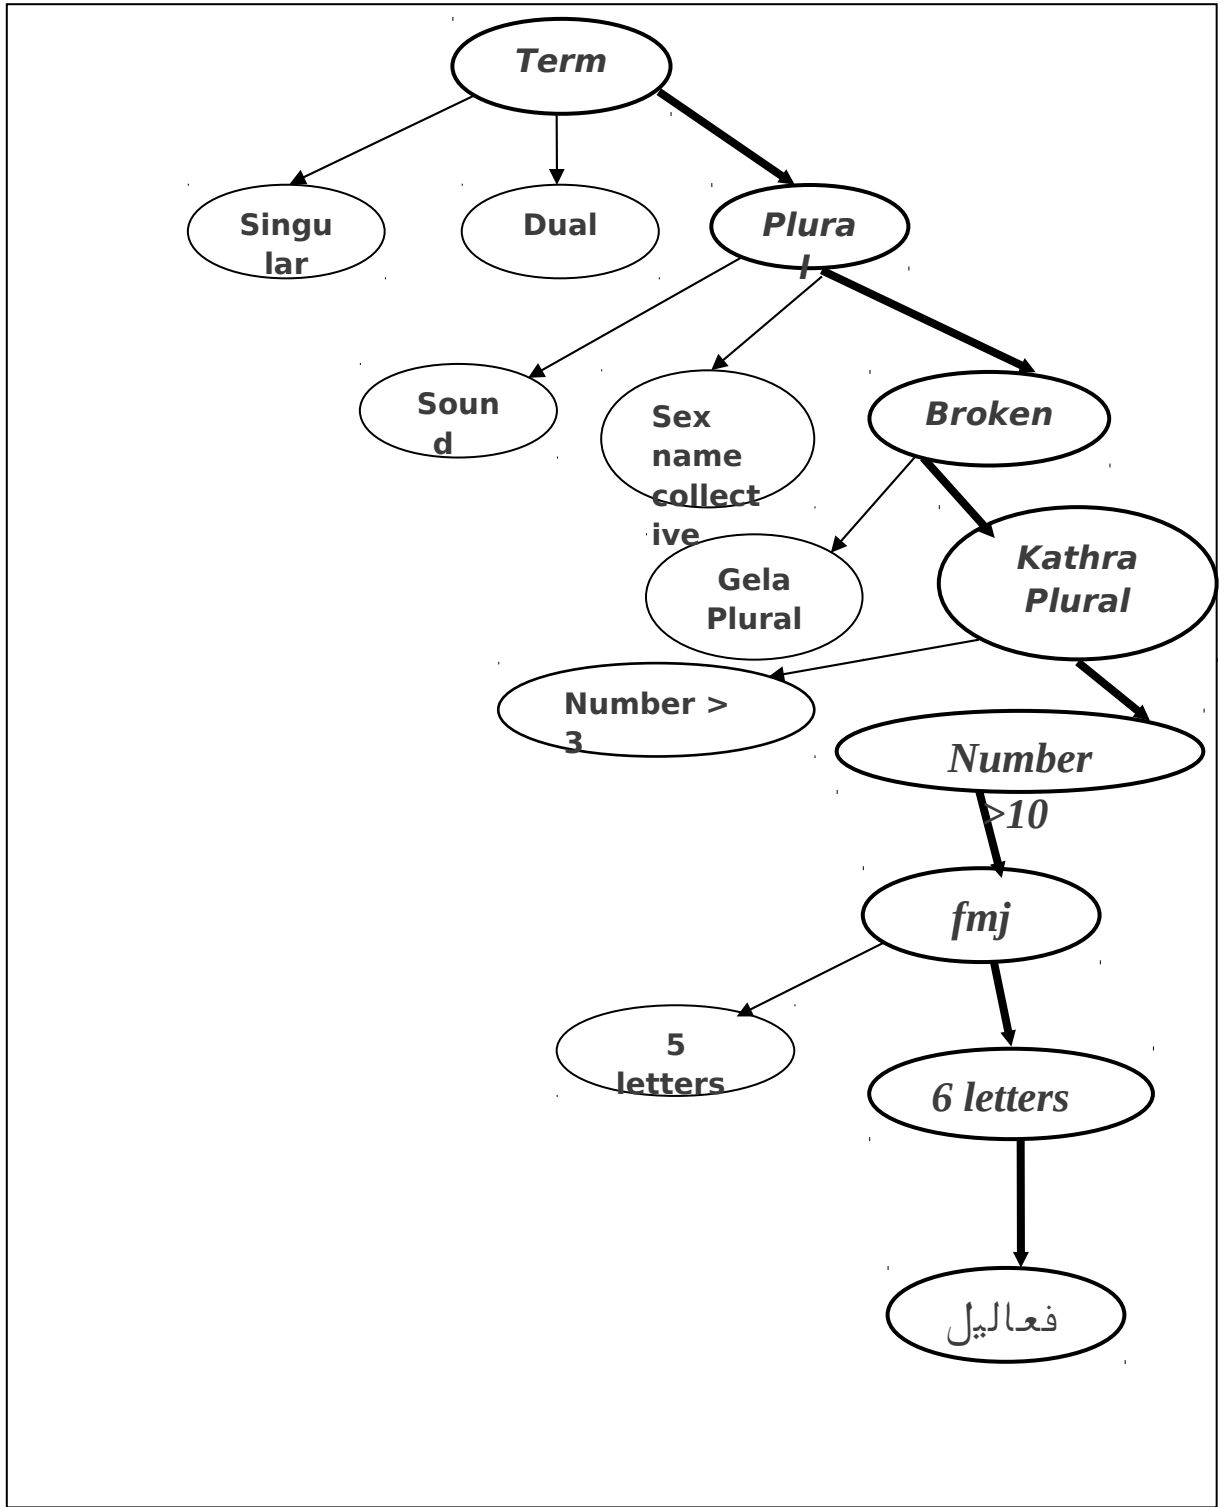 Term
Singu
lar
Dual
Plura
l
Soun
d
Sex
name
collect
ive
Broken
Gela
Plural
Kathra
Plural
Number >
3
Number
>10
fmj
5
letters
6 letters
فعاليل